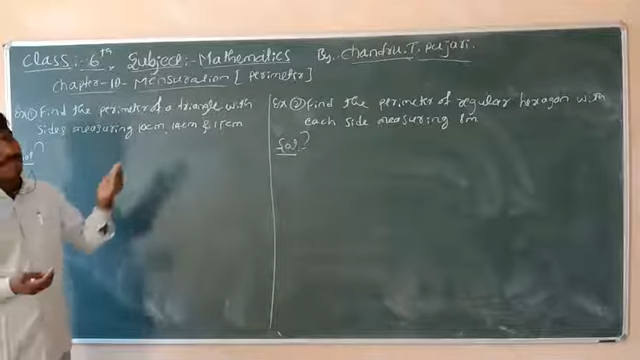 Class:- 6th, Subject:- Mathematics By. Chandru.T.Pujari.
Chapter-10- Mensuration [Perimeter]
Ex① Find the perimeter of a triangle with
sides measuring 10cm, 14cm & 15cm
Soln
Ex② Find the perimeter of regular hexagon with
each side measuring 8m
Sol?